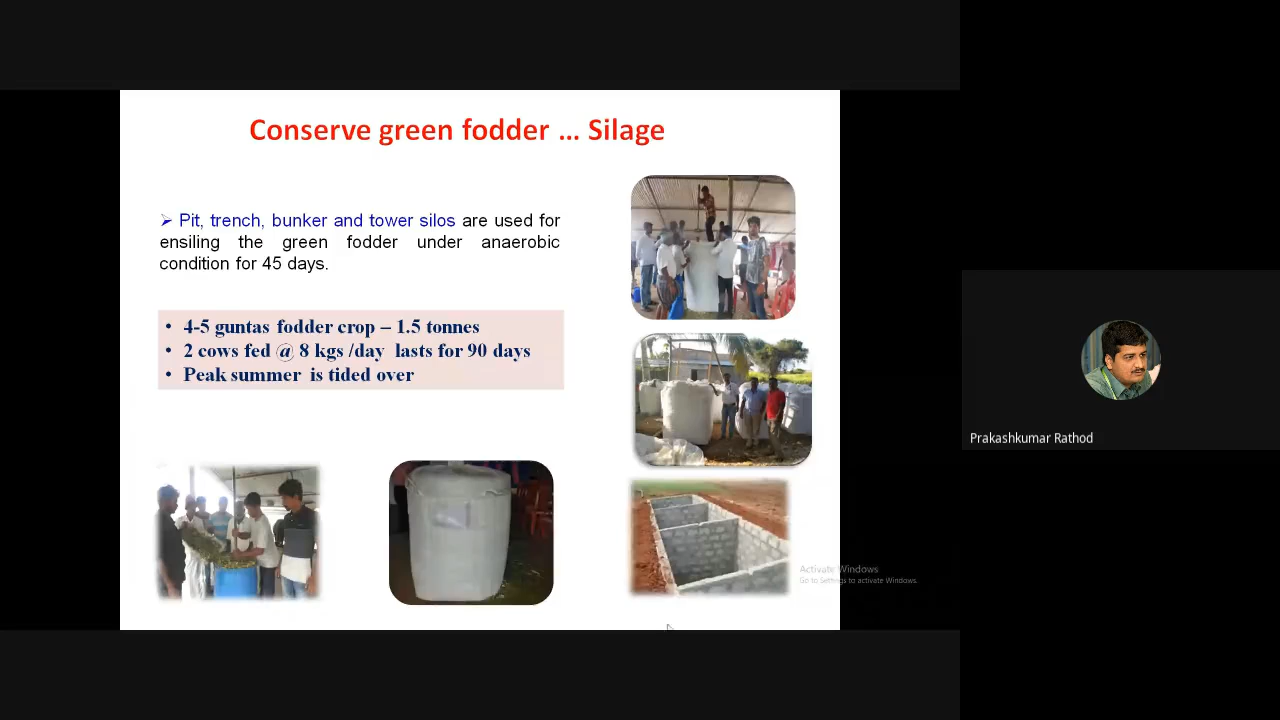 Conserve green fodder ... Silage
➢ Pit, trench, bunker and tower silos are used for
ensiling the green fodder under anaerobic
condition for 45 days.
• 4-5 guntas fodder crop – 1.5 tonnes
• 2 cows fed @ 8 kgs /day lasts for 90 days
• Peak summer is tided over
Activate Windows
Go to Settings to activate Windows.
Prakashkumar Rathod